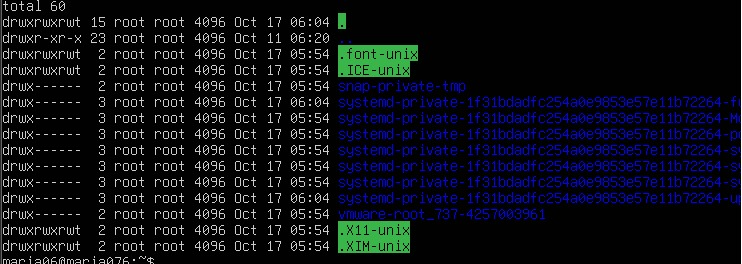 total 60
drwxrwxrwt 15 root root 4096 Oct 17 06:04 .
drwxr-xr-x 23 root root 4096 Oct 11 06:20 ..
drwxrwxrwt 2 root root 4096 Oct 17 05:54 .font-unix
drwxrwxrwt 2 root root 4096 Oct 17 05:54 .ICE-unix
drwx------ 2 root root 4096 Oct 17 05:54 snap-private-tmp
drwx------ 3 root root 4096 Oct 17 06:04 systemd-private-1f31bdadfc254a0e9853e57e11b72264-f
drwx------ 3 root root 4096 Oct 17 05:54 systemd-private-1f31bdadfc254a0e9853e57e11b72264-M
drwx------ 3 root root 4096 Oct 17 05:54 systemd-private-1f31bdadfc254a0e9853e57e11b72264-p
drwx------ 3 root root 4096 Oct 17 05:54 systemd-private-1f31bdadfc254a0e9853e57e11b72264-s
drwx------ 3 root root 4096 Oct 17 05:54 systemd-private-1f31bdadfc254a0e9853e57e11b72264-s
drwx------ 3 root root 4096 Oct 17 05:54 systemd-private-1f31bdadfc254a0e9853e57e11b72264-s
drwx------ 3 root root 4096 Oct 17 06:04 systemd-private-1f31bdadfc254a0e9853e57e11b72264-u
drwx------ 2 root root 4096 Oct 17 05:54 vmware-root_737-4257003961
drwxrwxrwt 2 root root 4096 Oct 17 05:54 .X11-unix
drwxrwxrwt 2 root root 4096 Oct 17 05:54 .XIM-unix
maria06@maria076:~$